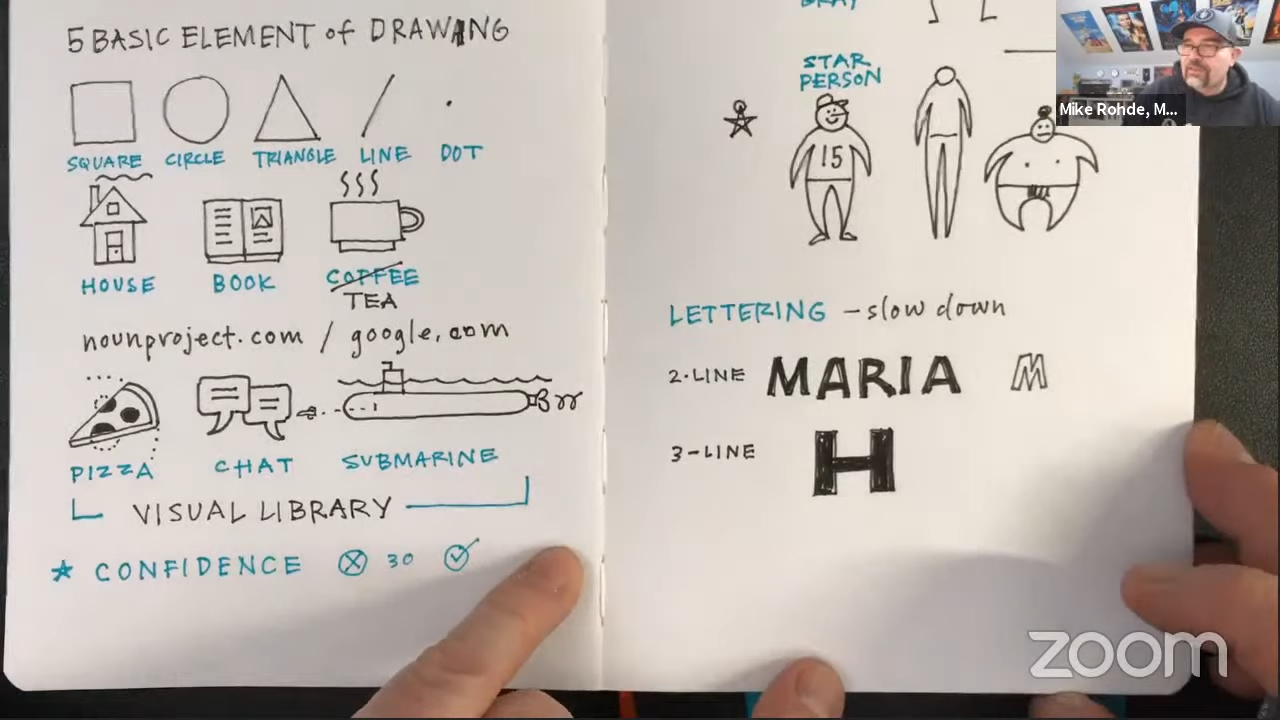 5 BASIC ELEMENT of DRAWING
SQUARE CIRCLE TRIANGLE LINE DOT
HOUSE BOOK COFFEE
TEA
nounproject.com / google.com
PIZZA CHAT SUBMARINE
VISUAL LIBRARY
CONFIDENCE 30
STAR
PERSON
15
LETTERING – slow down
2-LINE MARIA M
3-LINE H
Mike Rohde, M...
zoom